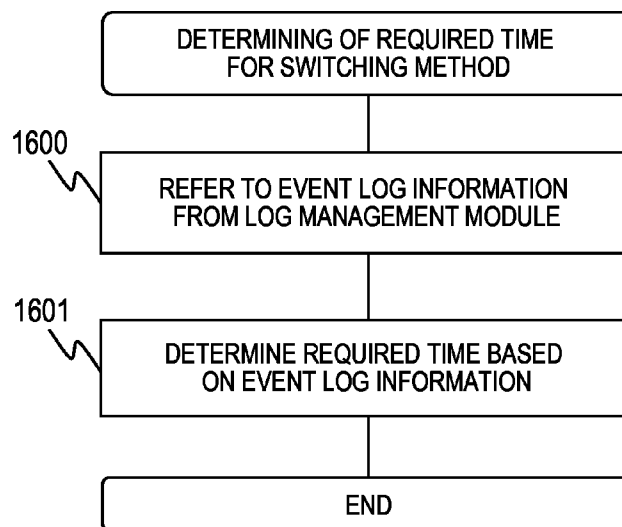 DETERMINING OF REQUIRED TIME
FOR SWITCHING METHOD
1600
REFER TO EVENT LOG INFORMATION
FROM LOG MANAGEMENT MODULE
1601
DETERMINE REQUIRED TIME BASED
ON EVENT LOG INFORMATION
END